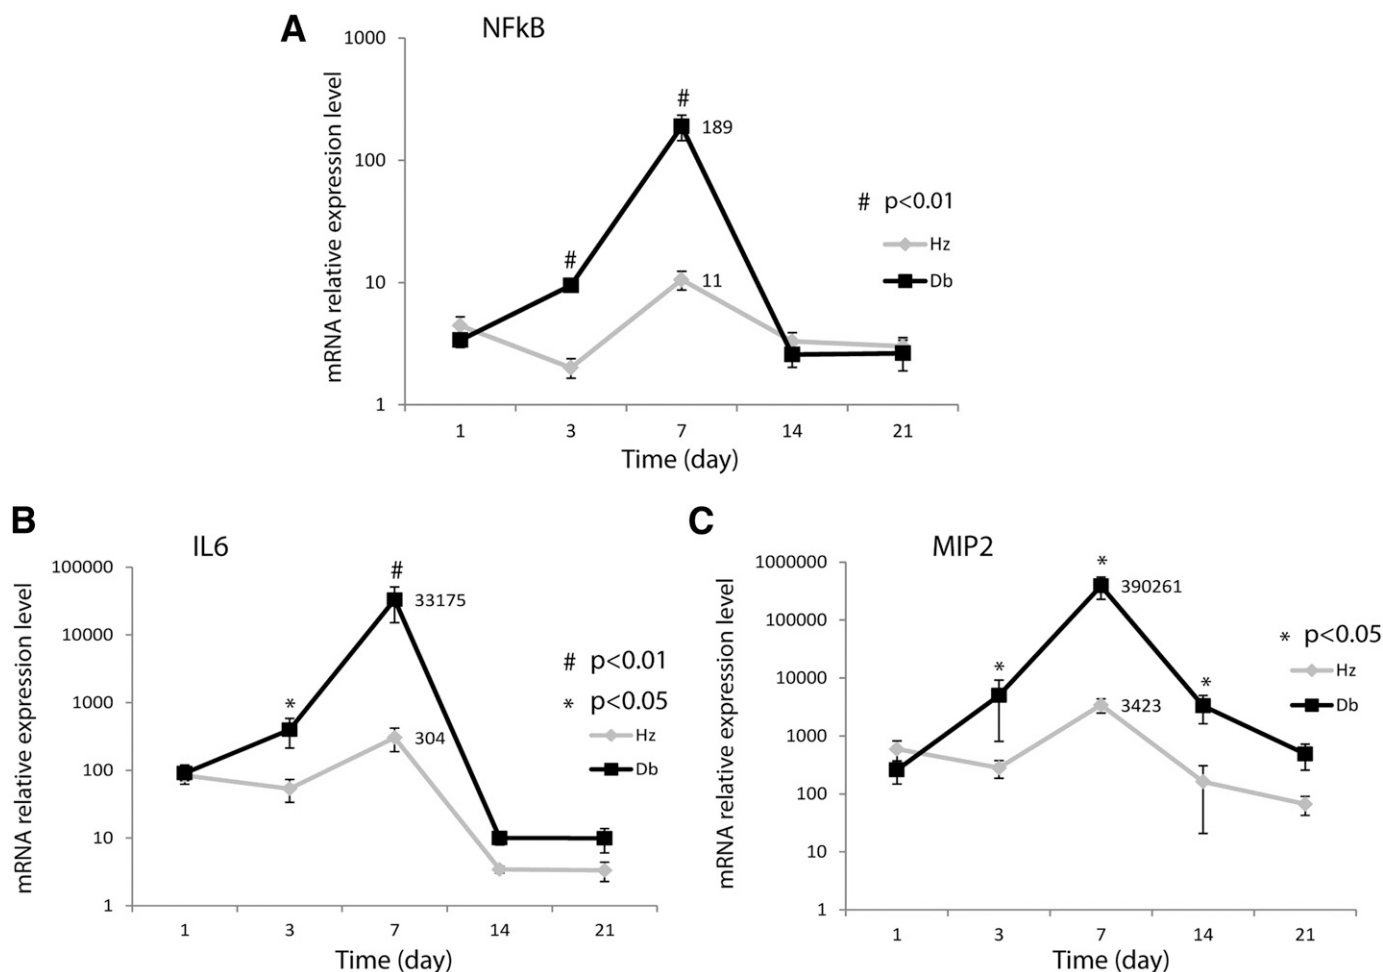 A
NFkB
mRNA relative expression level
1000
100
10
1
#
#
189
11
# p<0.01
Hz
Db
1 3 7 14 21
Time (day)
B
IL6
mRNA relative expression level
100000
10000
1000
100
10
1
*
#
33175
304
# p<0.01
* p<0.05
Hz
Db
1 3 7 14 21
Time (day)
C
MIP2
mRNA relative expression level
1000000
100000
10000
1000
100
10
1
*
*
*
390261
3423
* p<0.05
Hz
Db
1 3 7 14 21
Time (day)